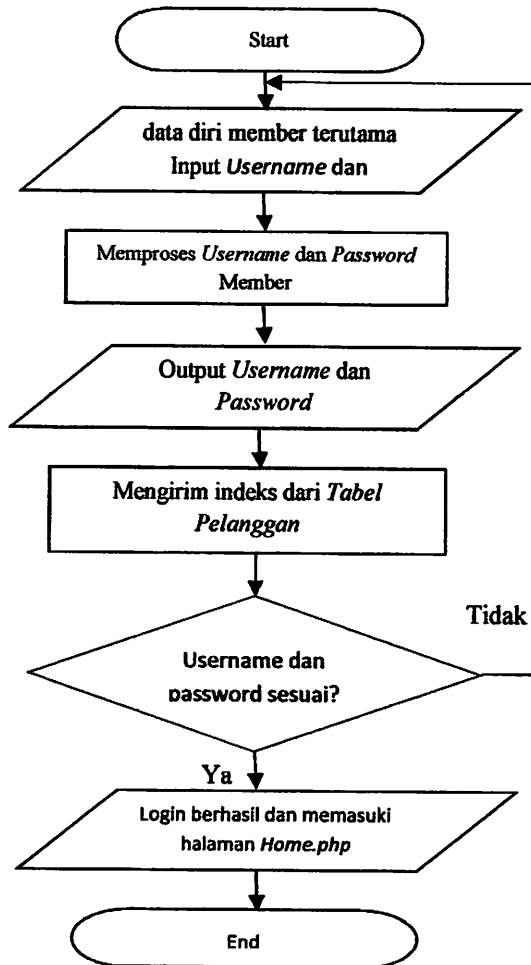 Start
data diri member terutama
Input Username dan
Memproses Username dan Password
Member
Output Username dan
Password
Mengirim indeks dari Tabel
Pelanggan
Tidak
Username dan
password sesuai?
Ya
Login berhasil dan memasuki
halaman Home.php
End